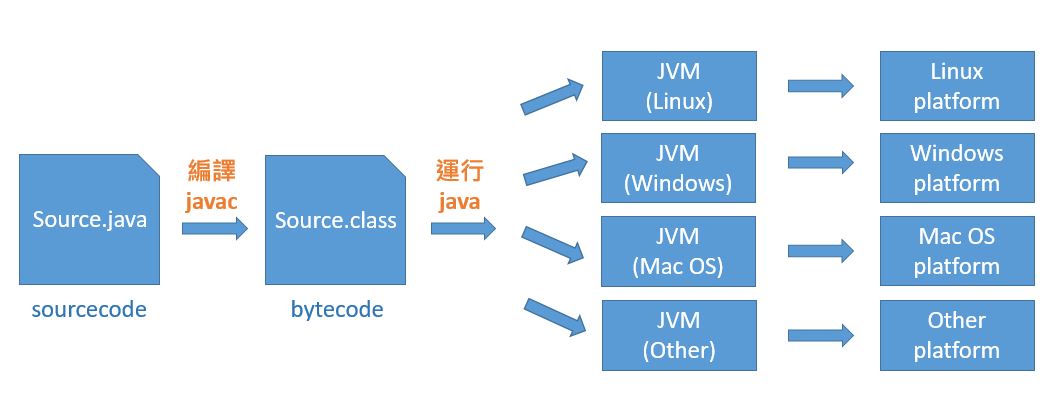 Source.java
sourcecode
編譯
javac
Source.class
bytecode
運行
java
JVM
(Linux)
Linux
platform
JVM
(Windows)
Windows
platform
JVM
(Mac OS)
Mac OS
platform
JVM
(Other)
Other
platform